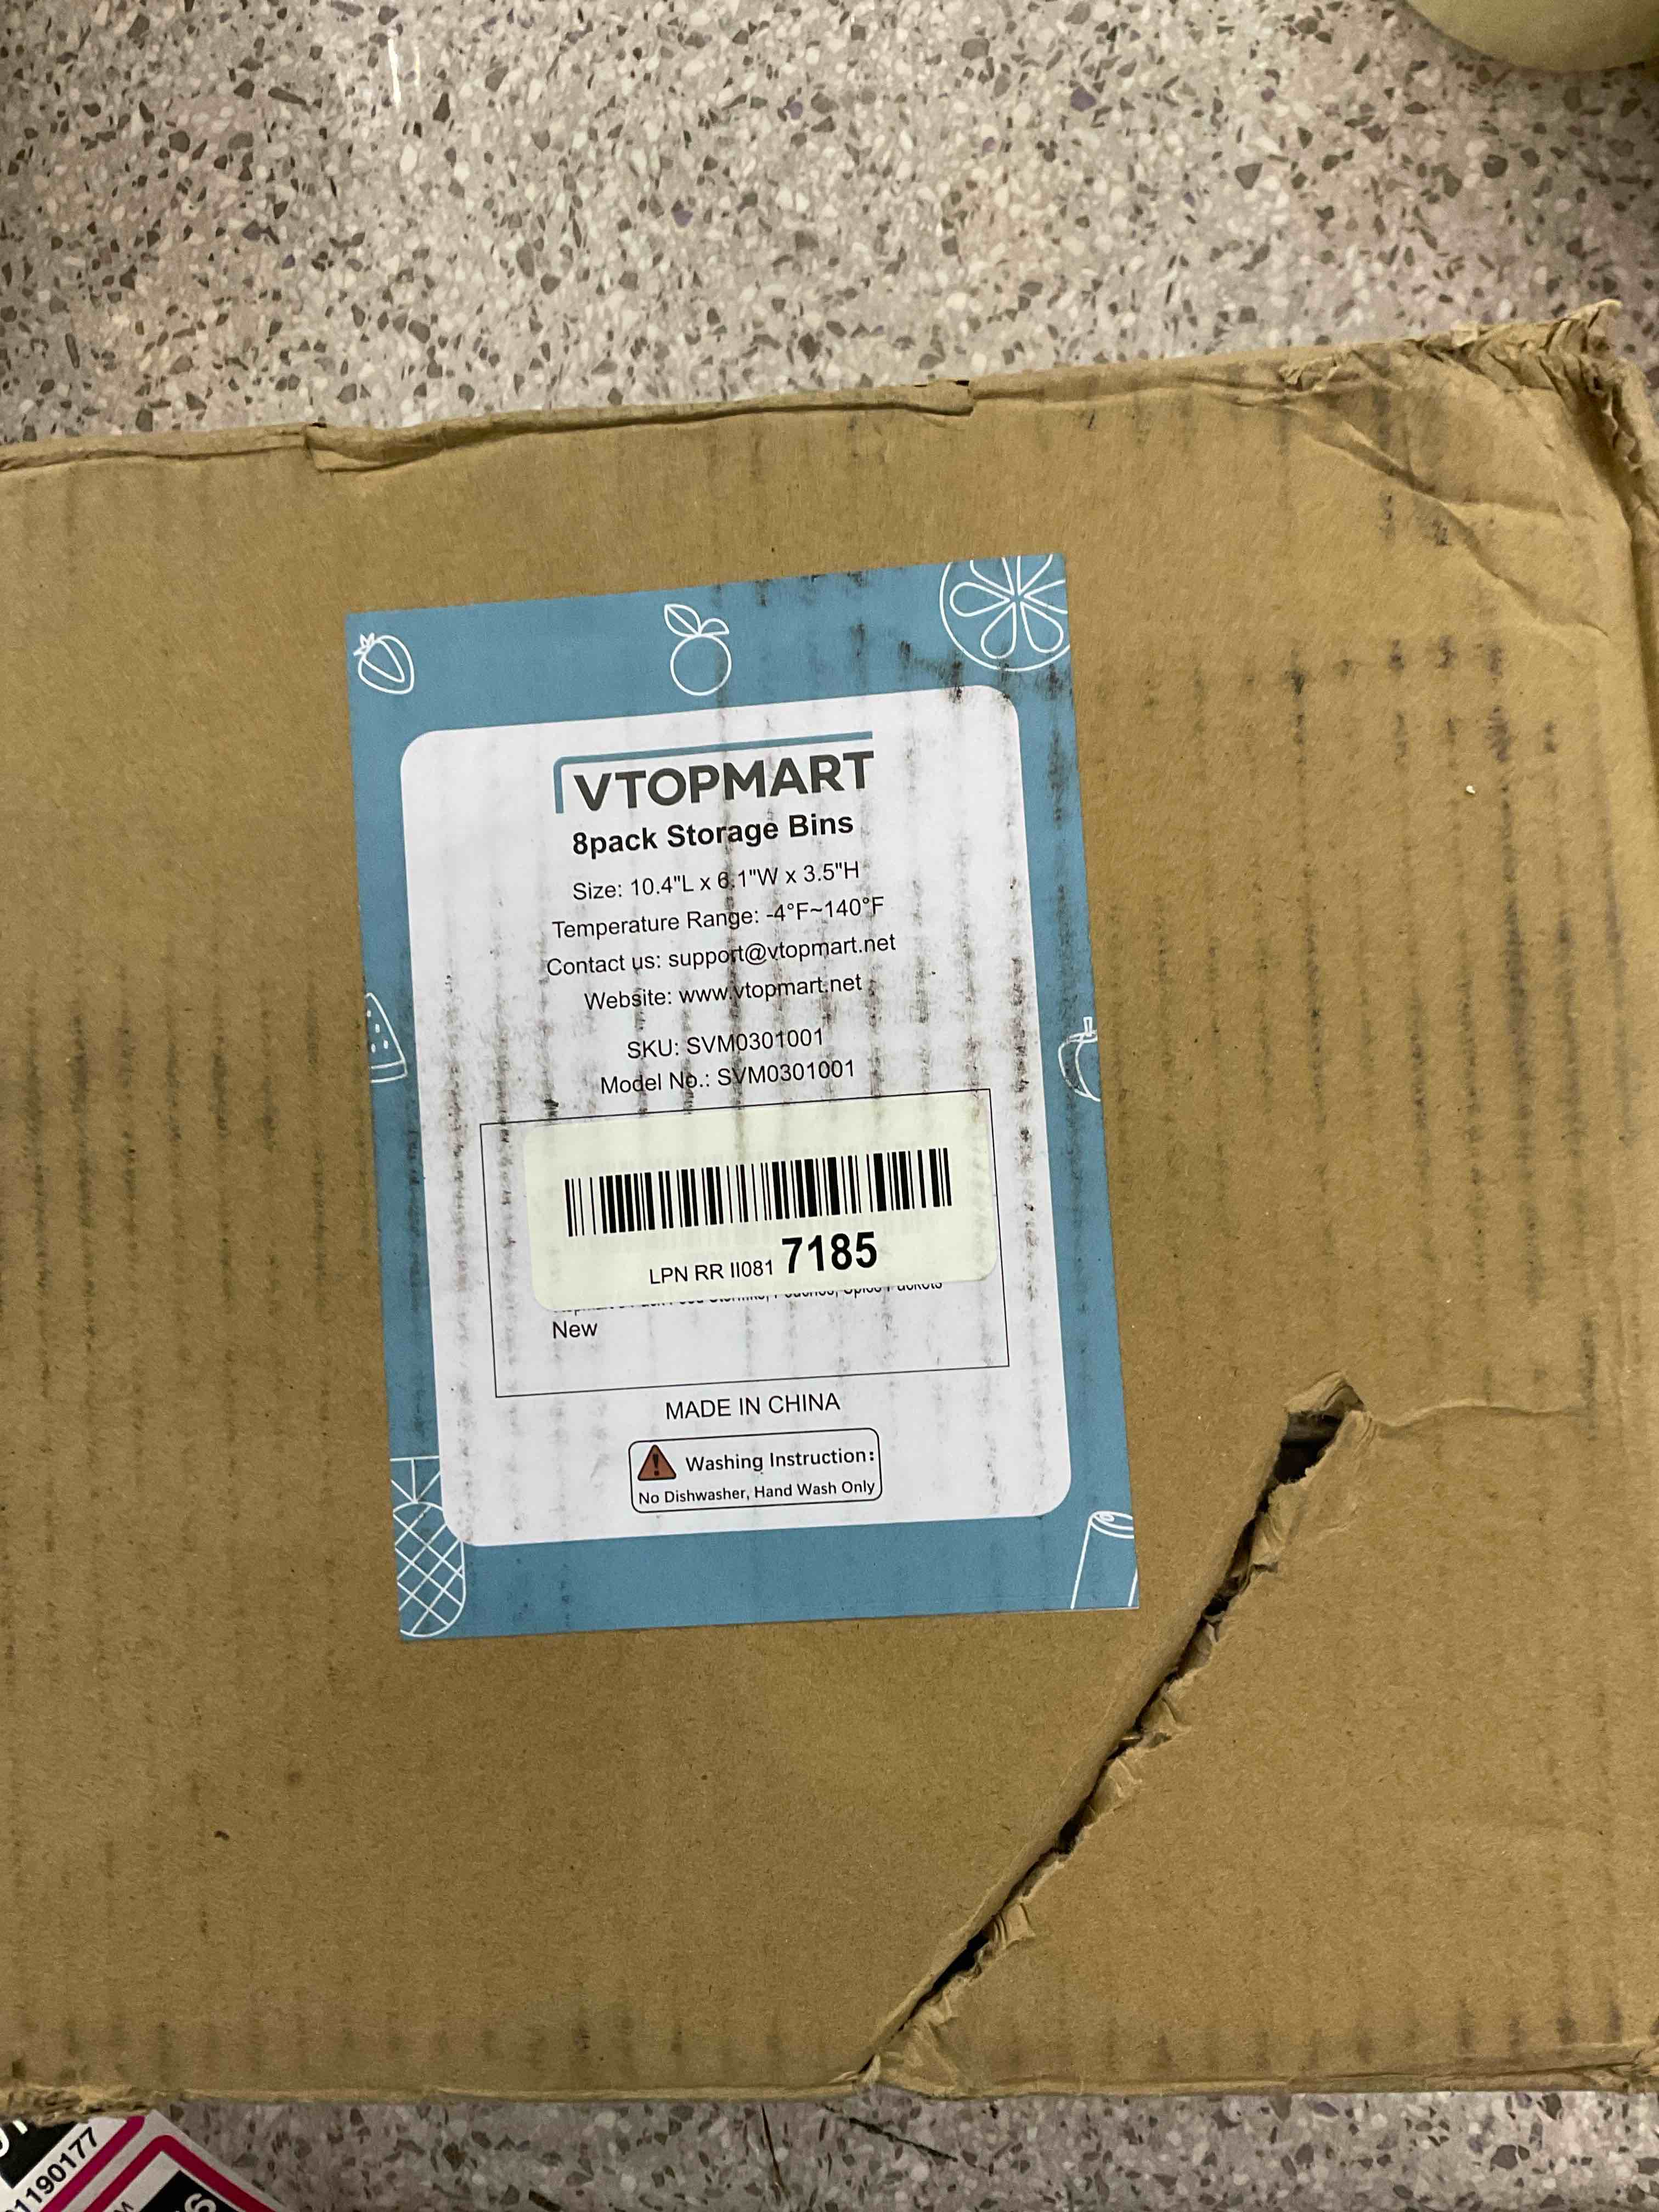 VTOPMART
8pack Storage Bins
Size: 10.4"L x 6.1"W x 3.5"H
Temperature Range: -4°F~140°F
Contact us: support@vtopmart.net
Website: www.vtopmart.net
SKU: SVM0301001
Model No.: SVM0301001
LPN RR II081 7185
New
MADE IN CHINA
Washing Instruction:
No Dishwasher, Hand Wash Only
1190177